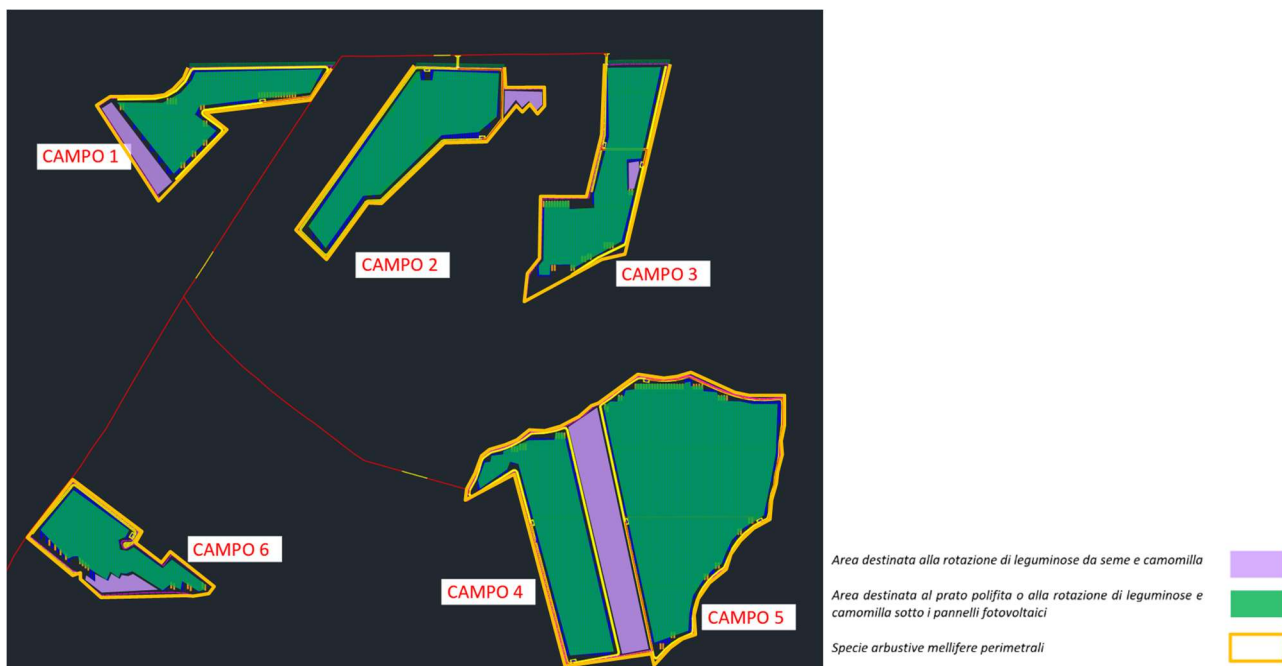 CAMPO 1
CAMPO 2
CAMPO 3
CAMPO 6
CAMPO 4
CAMPO 5
Area destinata alla rotazione di leguminose da seme e camomilla
Area destinata al prato polifita o alla rotazione di leguminose e
camomilla sotto i pannelli fotovoltaici
Specie arbustive mellifere perimetrali